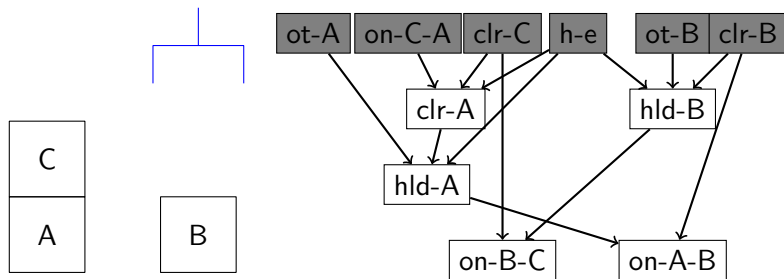 ot-A on-C-A clr-C h-e ot-B clr-B
clr-A hld-B
C
hld-A
A B
on-B-C on-A-B